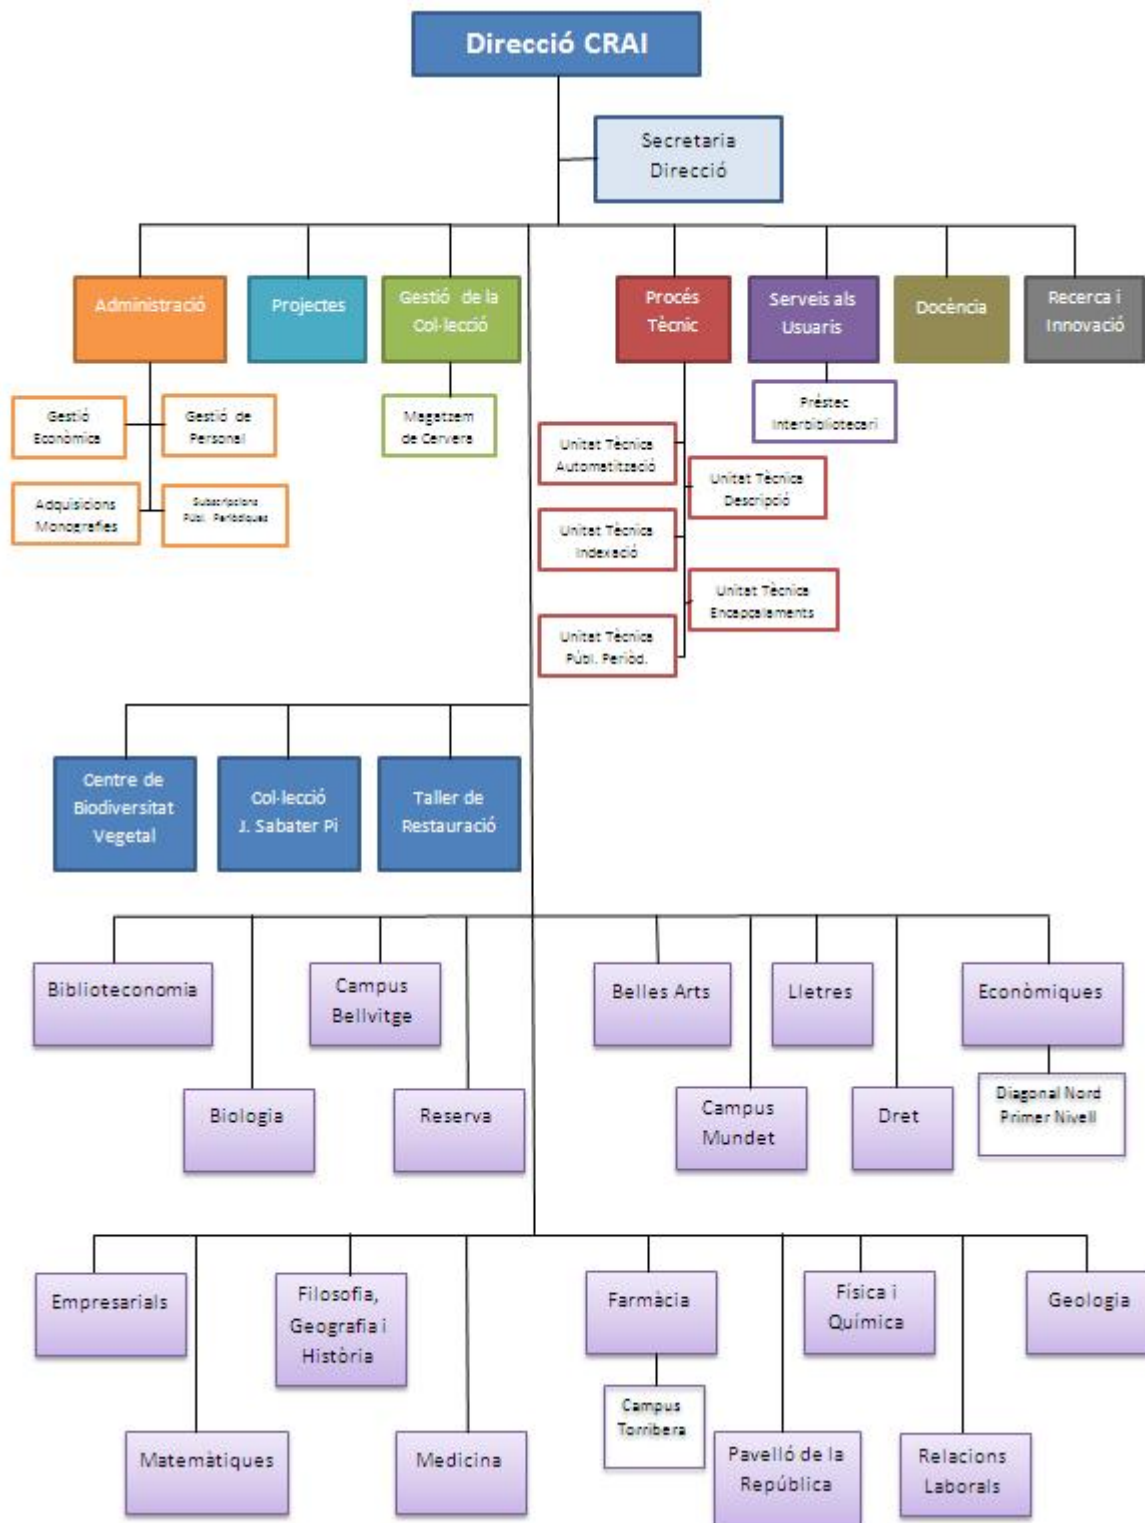 Direcció CRAI
Secretaria
Direcció
Administració
Projectes
Gestió de la
Col·lecció
Procés
Tècnic
Serveis als
Usuaris
Docència
Recerca i
Innovació
Gestió
Econòmica
Gestió de
Personal
Adquisicions
Monografies
Subscripcions
Públ. Periòdiques
Magatzem
de Cervera
Préstec
Interbibliotecari
Unitat Tècnica
Automatització
Unitat Tècnica
Descripció
Unitat Tècnica
Indexació
Unitat Tècnica
Encapçalaments
Unitat Tècnica
Públ. Periòd.
Centre de
Biodiversitat
Vegetal
Col·lecció
J. Sabater Pi
Taller de
Restauració
Biblioteconomia
Campus
Bellvitge
Belles Arts
Lletres
Econòmiques
Biologia
Reserva
Campus
Mundet
Dret
Diagonal Nord
Primer Nivell
Empresarials
Filosofia,
Geografia i
Història
Farmàcia
Física i
Química
Geologia
Matemàtiques
Medicina
Campus
Torribera
Pavelló de la
República
Relacions
Laborals